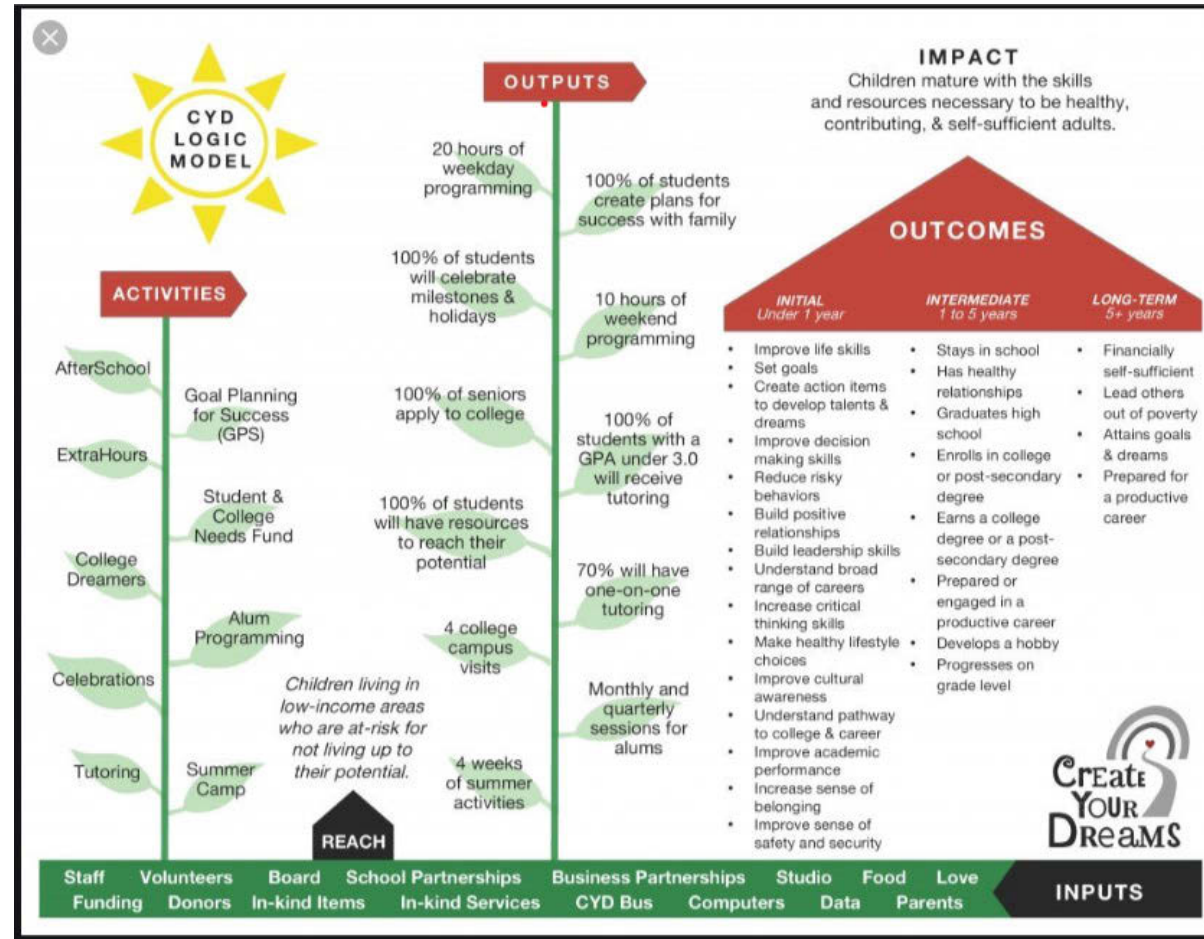 CYD
LOGIC
MODEL
ACTIVITIES
AfterSchool
Goal Planning
for Success
(GPS)
ExtraHours
Student &
College
Needs Fund
College
Dreamers
Alum
Programming
Celebrations
Tutoring
Summer
Camp
Children living in
low-income areas
who are at-risk for
not living up to
their potential.
REACH
OUTPUTS
20 hours of
weekday
programming
100% of students
create plans for
success with family
100% of students
will celebrate
milestones &
holidays
10 hours of
weekend
programming
100% of seniors
apply to college
100% of
students with a
GPA under 3.0
will receive
tutoring
100% of students
will have resources
to reach their
potential
70% will have
one-on-one
tutoring
4 college
campus
visits
Monthly and
quarterly
sessions for
alums
4 weeks
of summer
activities
IMPACT
Children mature with the skills
and resources necessary to be healthy,
contributing, & self-sufficient adults.
OUTCOMES
INITIAL
Under 1 year
• Improve life skills
• Set goals
• Create action items
to develop talents &
dreams
• Improve decision
making skills
• Reduce risky
behaviors
• Build positive
relationships
• Build leadership skills
• Understand broad
range of careers
• Increase critical
thinking skills
• Make healthy lifestyle
choices
• Improve cultural
awareness
• Understand pathway
to college & career
• Improve academic
performance
• Increase sense of
belonging
• Improve sense of
safety and security
INTERMEDIATE
1 to 5 years
• Stays in school
• Has healthy
relationships
• Graduates high
school
• Enrolls in college
or post-secondary
degree
• Earns a college
degree or a post-
secondary degree
• Prepared or
engaged in a
productive career
• Develops a hobby
• Progresses on
grade level
LONG-TERM
5+ years
• Financially
self-sufficient
• Lead others
out of poverty
• Attains goals
& dreams
• Prepared for
a productive
career
CREATE
YOUR
DREAMS
Staff Volunteers Board School Partnerships Business Partnerships Studio Food Love
Funding Donors In-kind Items In-kind Services CYD Bus Computers Data Parents
INPUTS